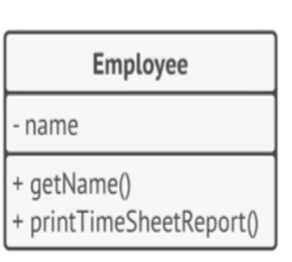 Employee
- name
+ getName()
+ printTimeSheetReport()